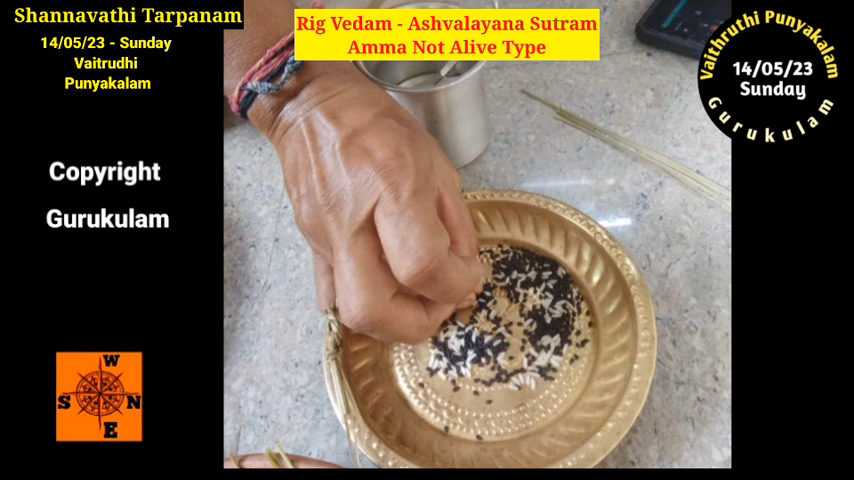 Shannavathi Tarpanam
14/05/23 - Sunday
Vaitrudhi
Punyakalam
Rig Vedam - Ashvalayana Sutram
Amma Not Alive Type
Vaithruthi Punyakalam
14/05/23
Sunday
Gurukulam
Copyright
Gurukulam
W
S N
E